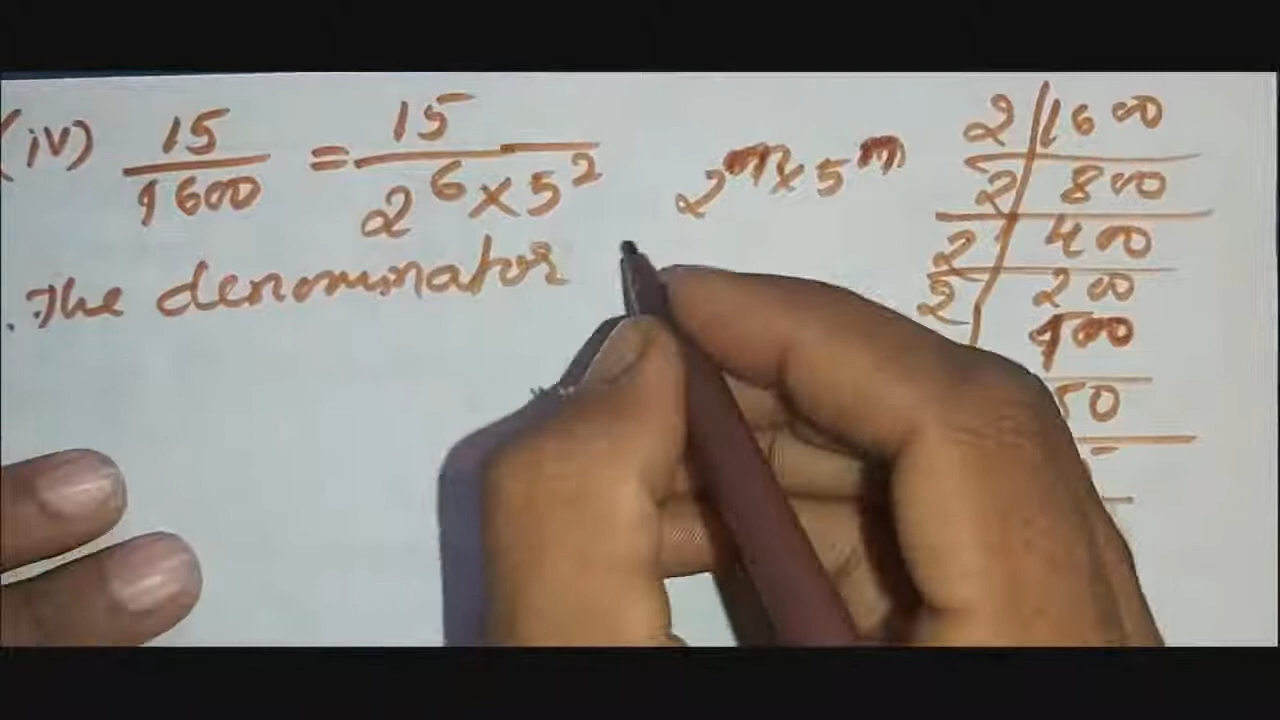 (iv) 15/1600 = 15/2^6×5^2 2^m×5^n
∴ The denominator
2 | 1600
2 | 800
2 | 400
2 | 200
100
50